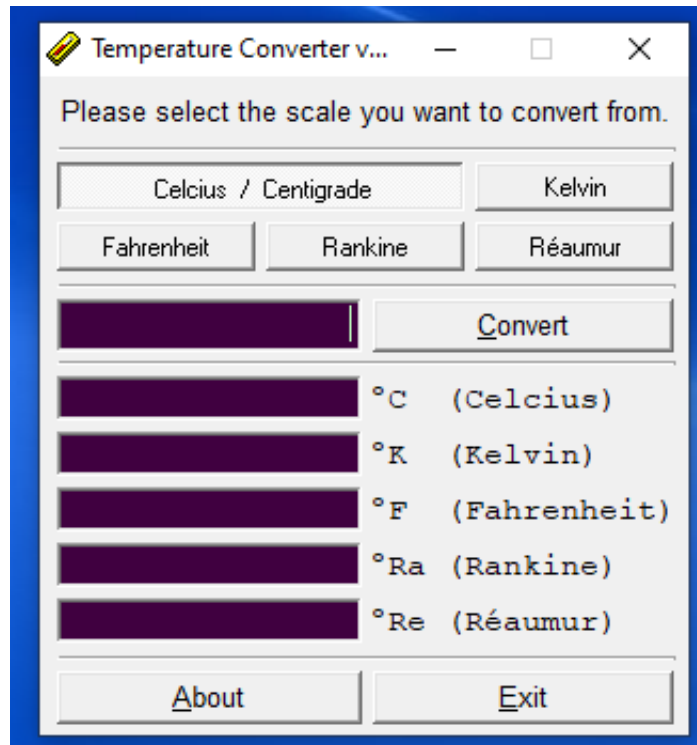 Temperature Converter v...
Please select the scale you want to convert from.
Celcius / Centigrade Kelvin
Fahrenheit Rankine Réaumur
Convert
°C (Celcius)
°K (Kelvin)
°F (Fahrenheit)
°Ra (Rankine)
°Re (Réaumur)
About Exit